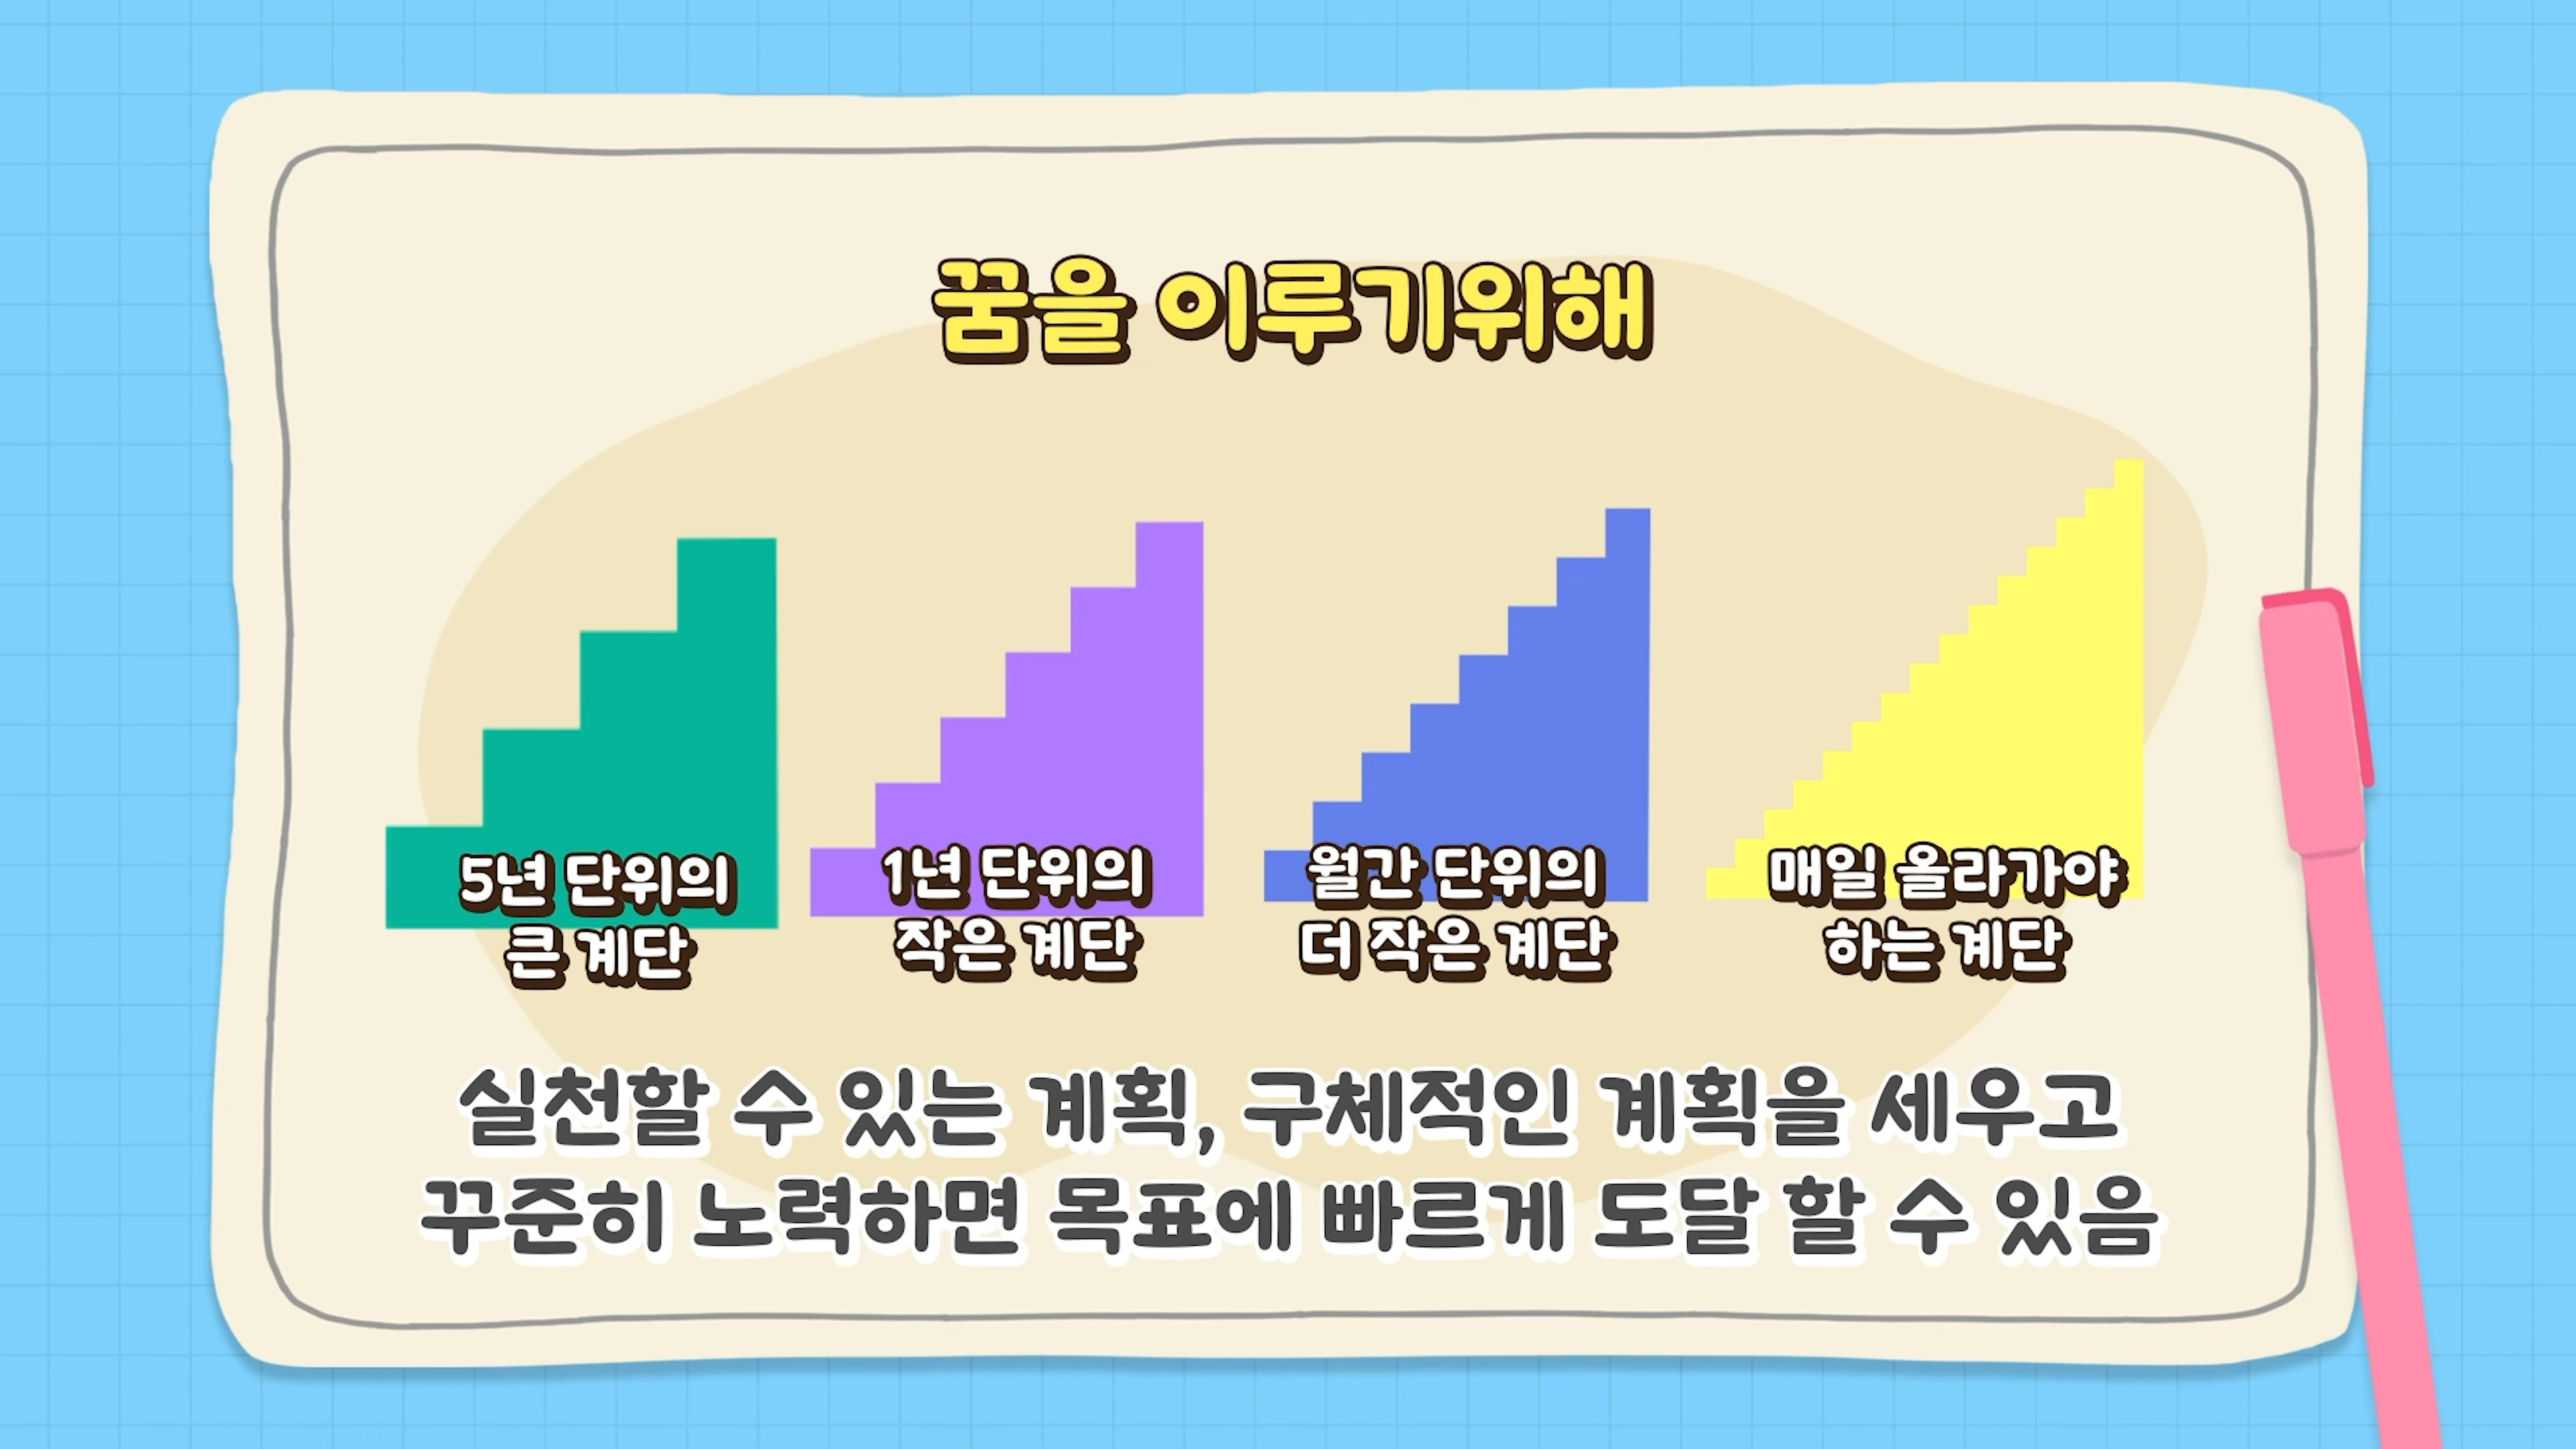 꿈을 이루기위해
5년 단위의
큰 계단
1년 단위의
작은 계단
월간 단위의
더 작은 계단
매일 올라가야
하는 계단
실천할 수 있는 계획, 구체적인 계획을 세우고
꾸준히 노력하면 목표에 빠르게 도달 할 수 있음